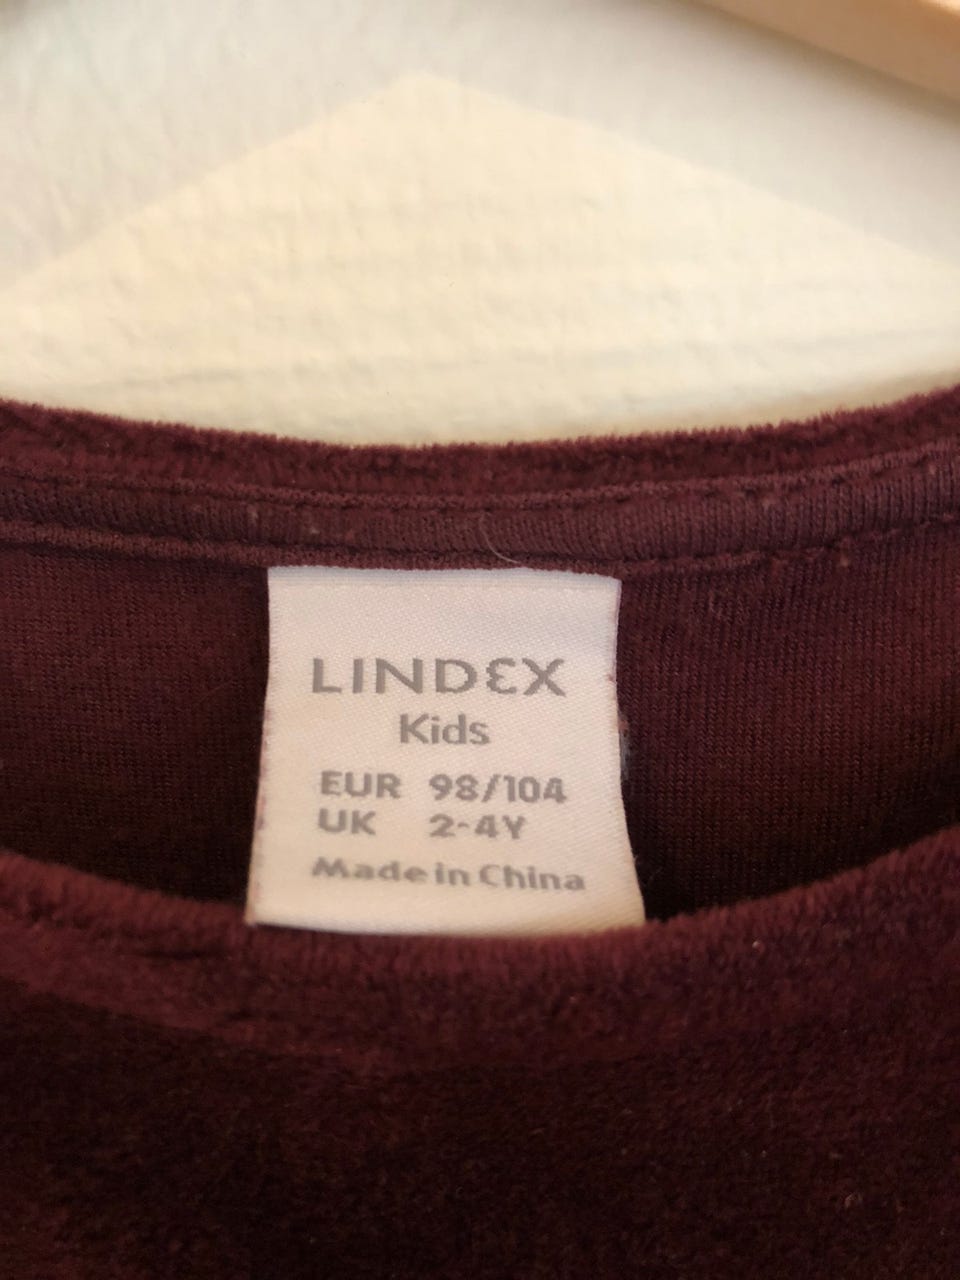 LINDEX
Kids
EUR 98/104
UK 2-4Y
Made in China